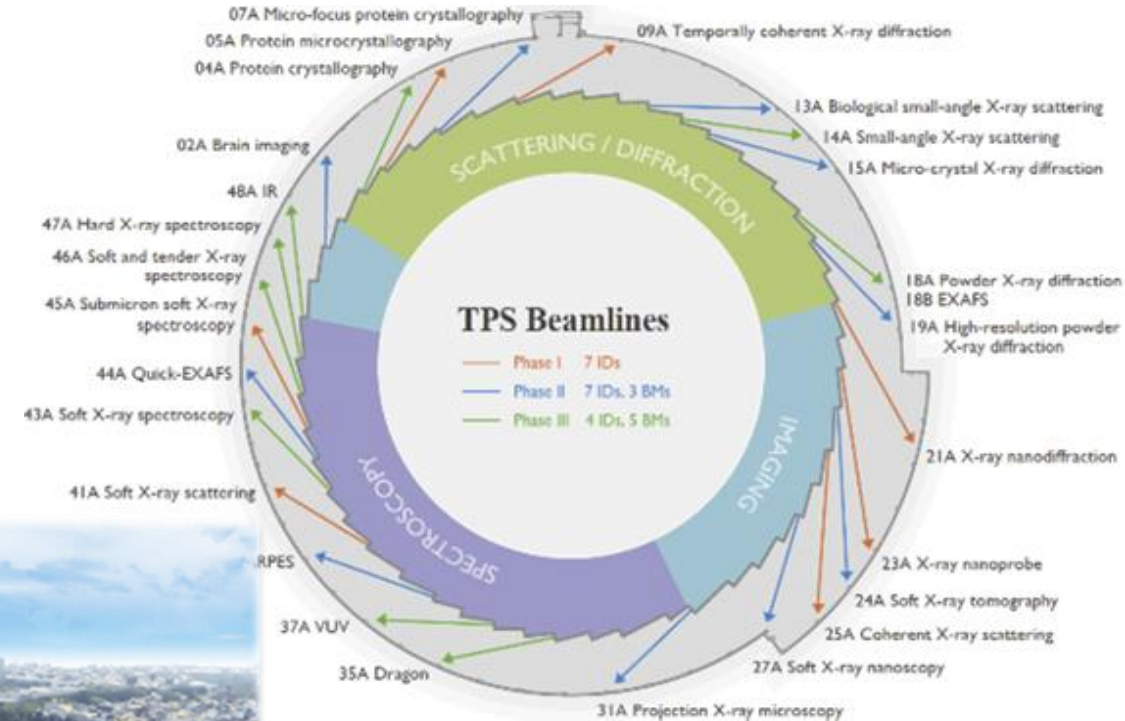 07A Micro-focus protein crystallography
05A Protein microcrystallography
04A Protein crystallography
02A Brain imaging
48A IR
47A Hard X-ray spectroscopy
46A Soft and tender X-ray
spectroscopy
45A Submicron soft X-ray
spectroscopy
44A Quick-EXAFS
43A Soft X-ray spectroscopy
41A Soft X-ray scattering
RPES
37A VUV
35A Dragon
31A Projection X-ray microscopy
27A Soft X-ray nanoscopy
25A Coherent X-ray scattering
24A Soft X-ray tomography
23A X-ray nanoprobe
21A X-ray nanodiffraction
19A High-resolution powder
X-ray diffraction
18B EXAFS
18A Powder X-ray diffraction
15A Micro-crystal X-ray diffraction
14A Small-angle X-ray scattering
13A Biological small-angle X-ray scattering
09A Temporally coherent X-ray diffraction
SCATTERING / DIFFRACTION
IMAGING
SPECTROSCOPY
TPS Beamlines
Phase I 7 IDs
Phase II 7 IDs, 3 BMs
Phase III 4 IDs, 5 BMs